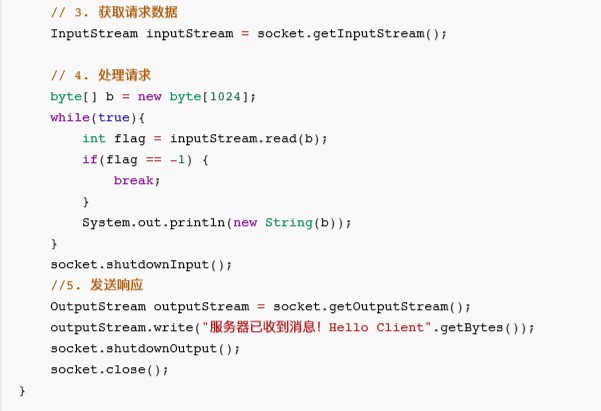 // 3. 获取请求数据
InputStream inputStream = socket.getInputStream();
// 4. 处理请求
byte[] b = new byte[1024];
while(true){
int flag = inputStream.read(b);
if(flag == -1) {
break;
}
System.out.println(new String(b));
}
socket.shutdownInput();
//5. 发送响应
OutputStream outputStream = socket.getOutputStream();
outputStream.write("服务器已收到消息! Hello Client".getBytes());
socket.shutdownOutput();
socket.close();
}